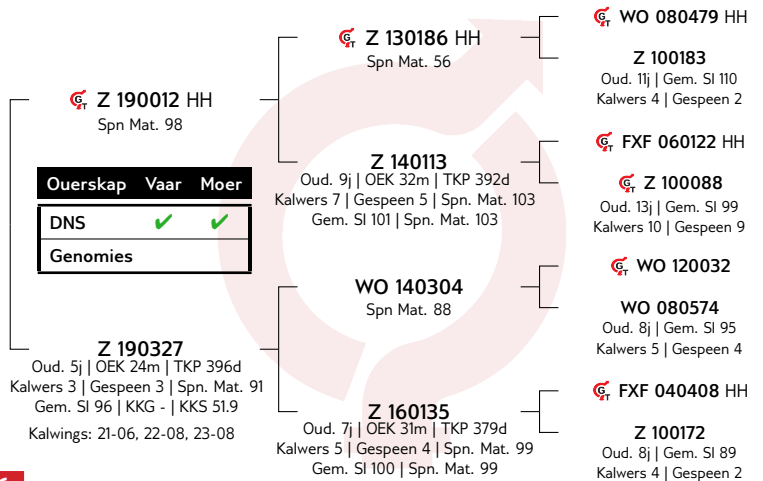 Z 190012 HH
Spn Mat. 98
Ouerskap Vaar Moer
DNS ✔ ✔
Genomies
Z 190327
Oud. 5j | OEK 24m | TKP 396d
Kalwers 3 | Gespeen 3 | Spn. Mat. 91
Gem. SI 96 | KKG - | KKS 51.9
Kalwings: 21-06, 22-08, 23-08
Z 130186 HH
Spn Mat. 56
Z 140113
Oud. 9j | OEK 32m | TKP 392d
Kalwers 7 | Gespeen 5 | Spn. Mat. 103
Gem. SI 101 | Spn. Mat. 103
WO 140304
Spn Mat. 88
Z 160135
Oud. 7j | OEK 31m | TKP 379d
Kalwers 5 | Gespeen 4 | Spn. Mat. 99
Gem. SI 100 | Spn. Mat. 99
WO 080479 HH
Z 100183
Oud. 11j | Gem. SI 110
Kalwers 4 | Gespeen 2
FXF 060122 HH
Z 100088
Oud. 13j | Gem. SI 99
Kalwers 10 | Gespeen 9
WO 120032
WO 080574
Oud. 8j | Gem. SI 95
Kalwers 5 | Gespeen 4
FXF 040408 HH
Z 100172
Oud. 8j | Gem. SI 89
Kalwers 4 | Gespeen 2